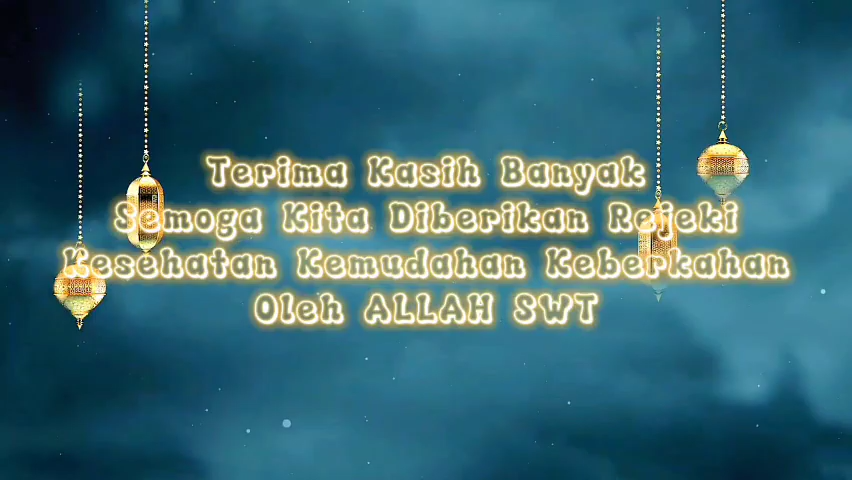 Terima Kasih Banyak
Semoga Kita Diberikan Rejeki
Kesehatan Kemudahan Keberkahan
Oleh ALLAH SWT